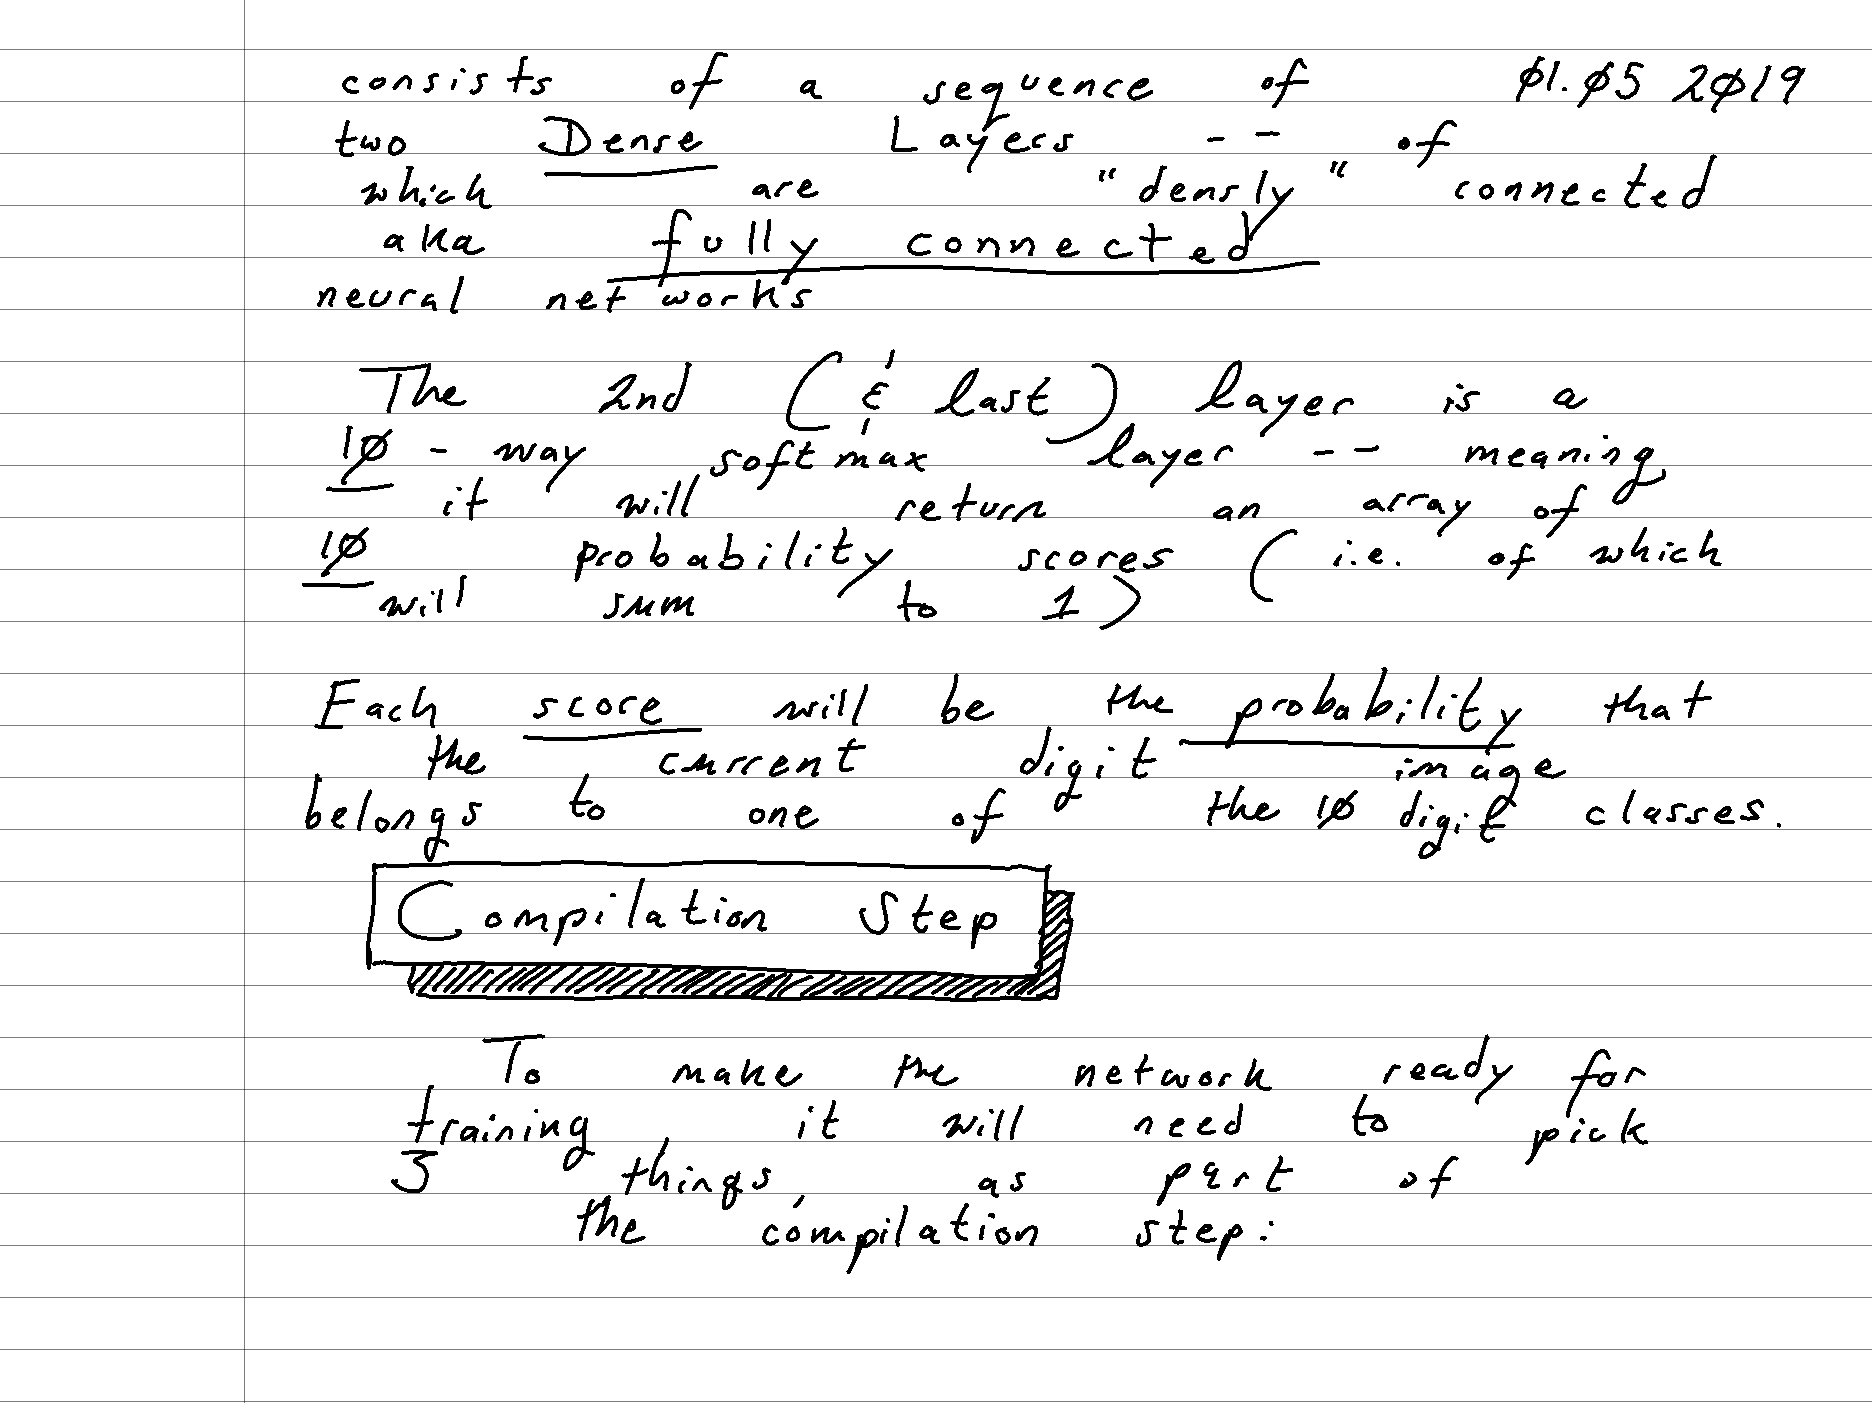 consists of a sequence of 01.05 2019
two Dense Layers -- of
which are "densly" connected
aka fully connected
neural networks
The 2nd (& last) layer is a
10-way softmax layer -- meaning
it will return an array of
10 probability scores (i.e. of which
will sum to 1)
Each score will be the probability that
the current digit image
belongs to one of the 10 digit classes.
Compilation Step
To make the network ready for
training, it will need to pick
3 things, as part of
the compilation step: